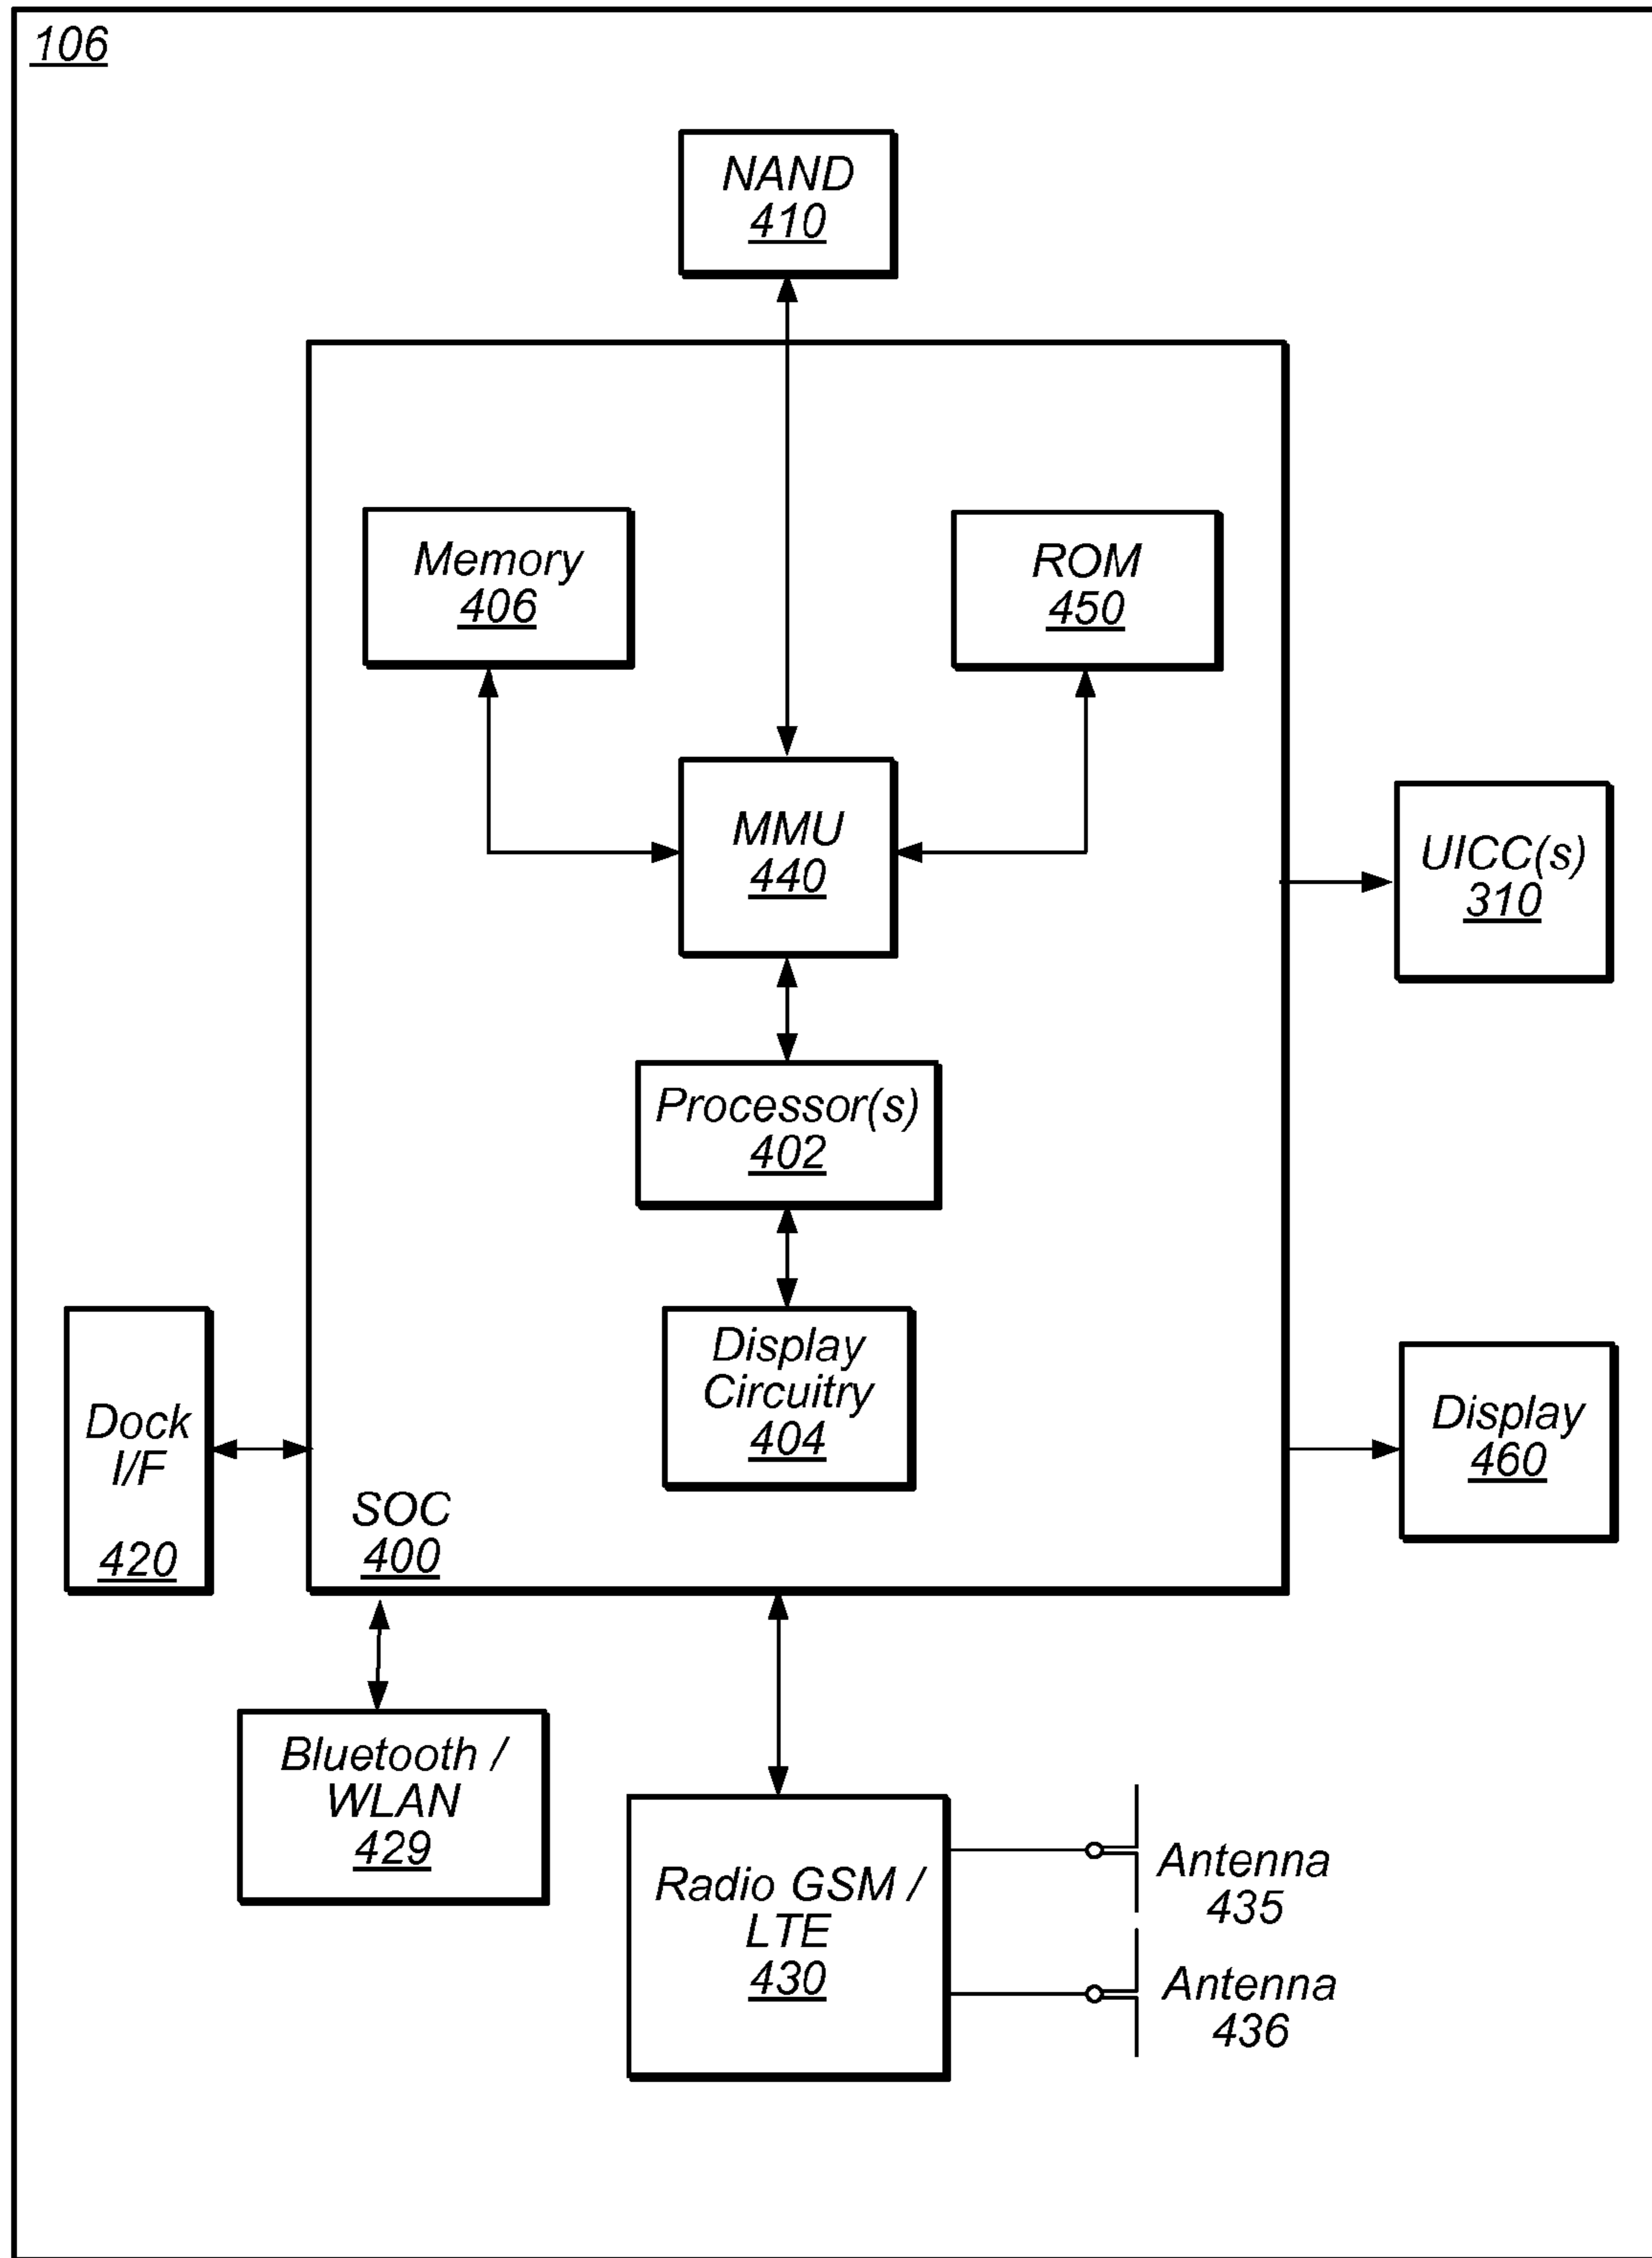 106
NAND
410
Memory
406
ROM
450
MMU
440
UICC(s)
310
Processor(s)
402
Display
Circuitry
404
Dock
I/F
420
Display
460
SOC
400
Bluetooth /
WLAN
429
Radio GSM /
LTE
430
Antenna
435
Antenna
436